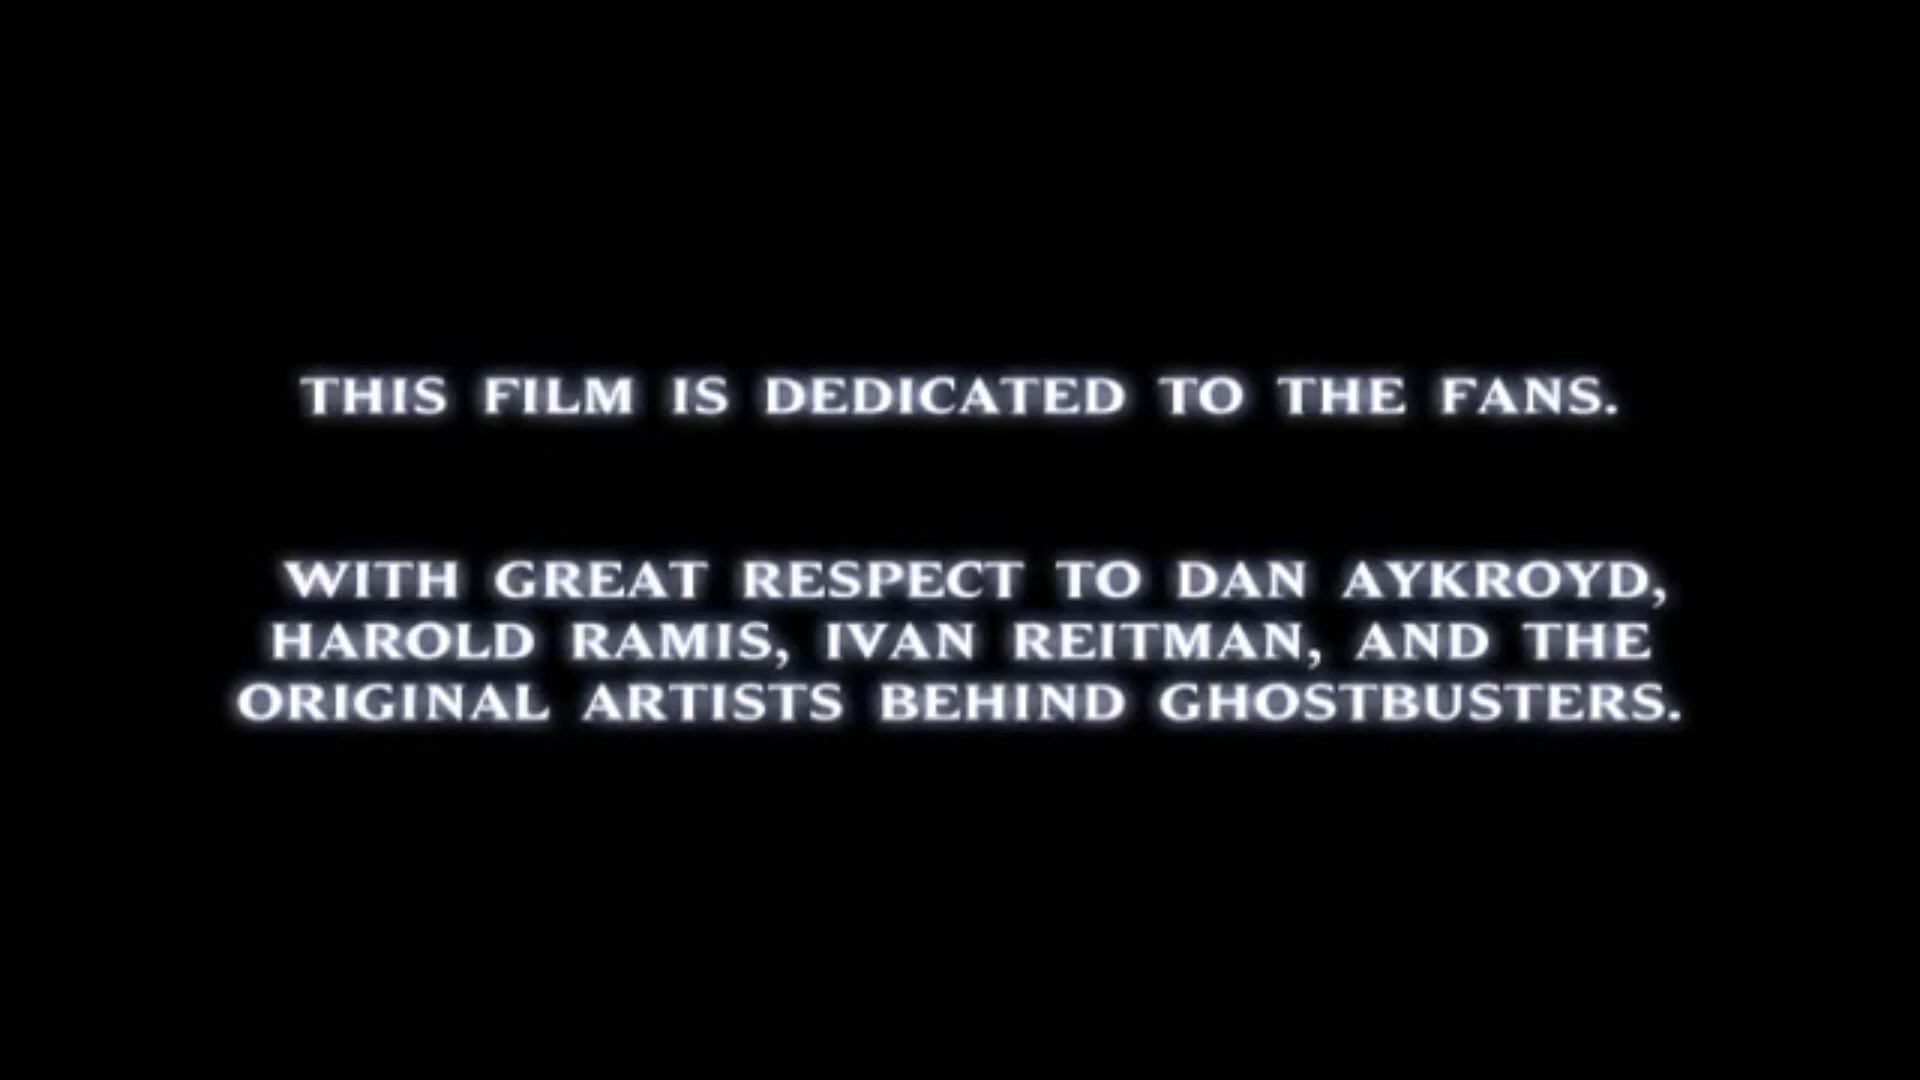 THIS FILM IS DEDICATED TO THE FANS.
WITH GREAT RESPECT TO DAN AYKROYD,
HAROLD RAMIS, IVAN REITMAN, AND THE
ORIGINAL ARTISTS BEHIND GHOSTBUSTERS.